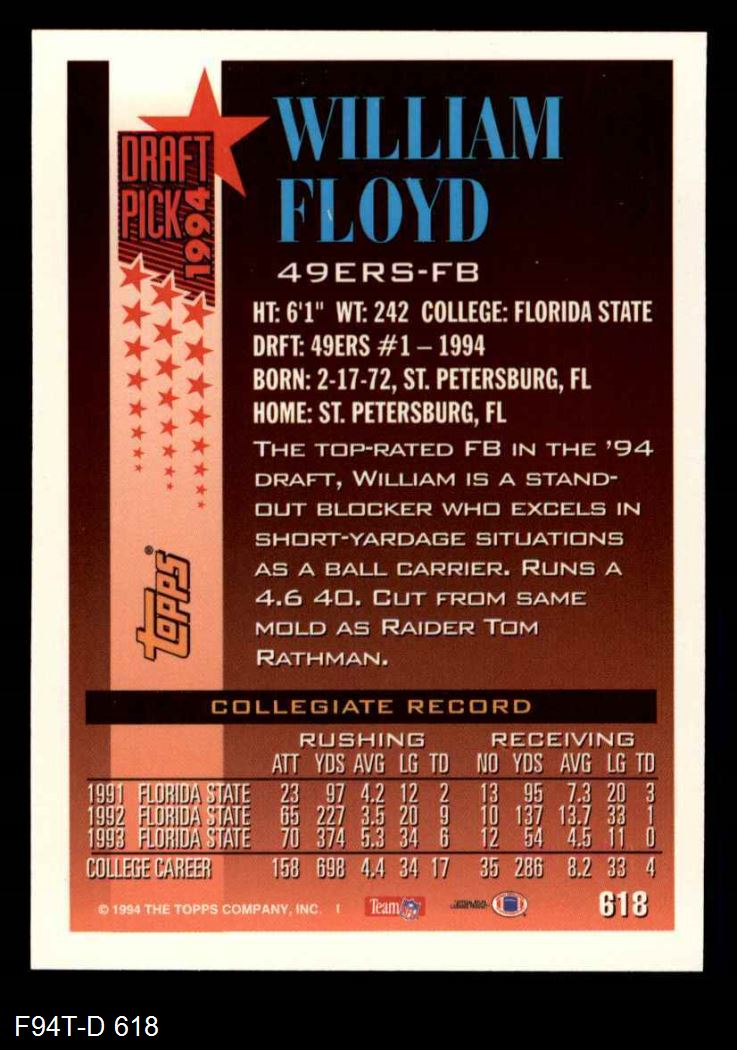 DRAFT
PICK
1994
WILLIAM
FLOYD
49ERS-FB
HT: 6'1" WT: 242 COLLEGE: FLORIDA STATE
DRFT: 49ERS #1 – 1994
BORN: 2-17-72, ST. PETERSBURG, FL
HOME: ST. PETERSBURG, FL
THE TOP-RATED FB IN THE '94
DRAFT, WILLIAM IS A STAND-
OUT BLOCKER WHO EXCELS IN
SHORT-YARDAGE SITUATIONS
AS A BALL CARRIER. RUNS A
4.6 40. CUT FROM SAME
MOLD AS RAIDER TOM
RATHMAN.
Topps®
COLLEGIATE RECORD
RUSHING RECEIVING
ATT YDS AVG LG TD NO YDS AVG LG TD
1991 FLORIDA STATE 23 97 4.2 12 2 13 95 7.3 20 3
1992 FLORIDA STATE 65 227 3.5 20 9 10 137 13.7 33 1
1993 FLORIDA STATE 70 374 5.3 34 6 12 54 4.5 11 0
COLLEGE CAREER 158 698 4.4 34 17 35 286 8.2 33 4
© 1994 THE TOPPS COMPANY, INC. Team NFL 618
F94T-D 618